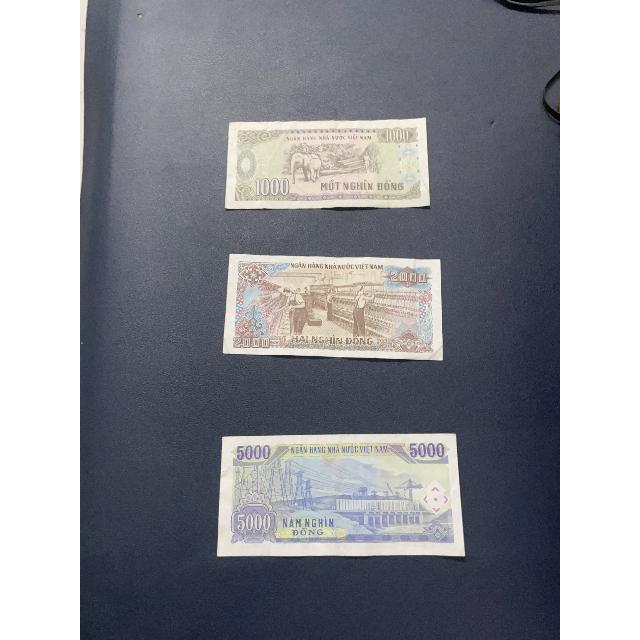 NGÂN HÀNG NHÀ NƯỚC VIỆT NAM
1000
1000
MỘT NGHÌN ĐỒNG
NGÂN HÀNG NHÀ NƯỚC VIỆT NAM
2000
2000
HAI NGHÌN ĐỒNG
5000
NGÂN HÀNG NHÀ NƯỚC VIỆT NAM
5000
5000
NĂM NGHÌN
ĐỒNG